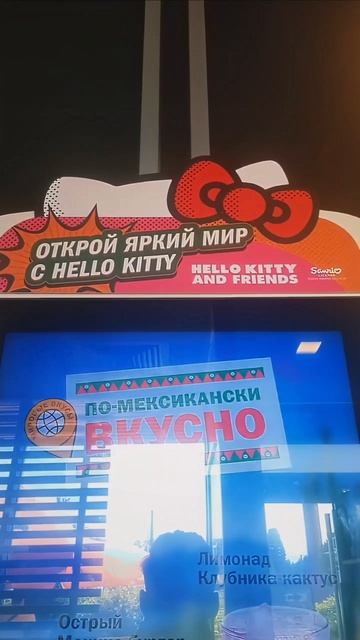 ОТКРОЙ ЯРКИЙ МИР
С HELLO KITTY
HELLO KITTY
AND FRIENDS
Sanrio
ПО-МЕКСИКАНСКИ
ВКУСНО
Лимонад
Клубника-кактус
Острый